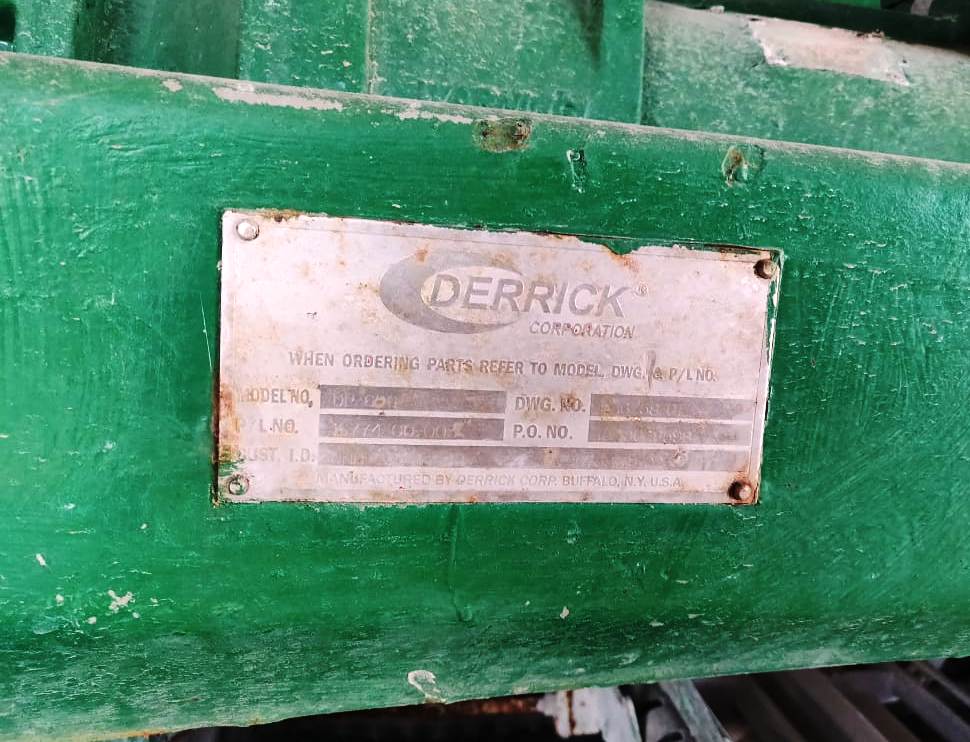 DERRICK®
CORPORATION
WHEN ORDERING PARTS REFER TO MODEL, DWG. & P/L NO.
MODEL NO. DWG. NO.
P/L NO. P.O. NO.
CUST. I.D.
MANUFACTURED BY DERRICK CORP. BUFFALO, N.Y. U.S.A.